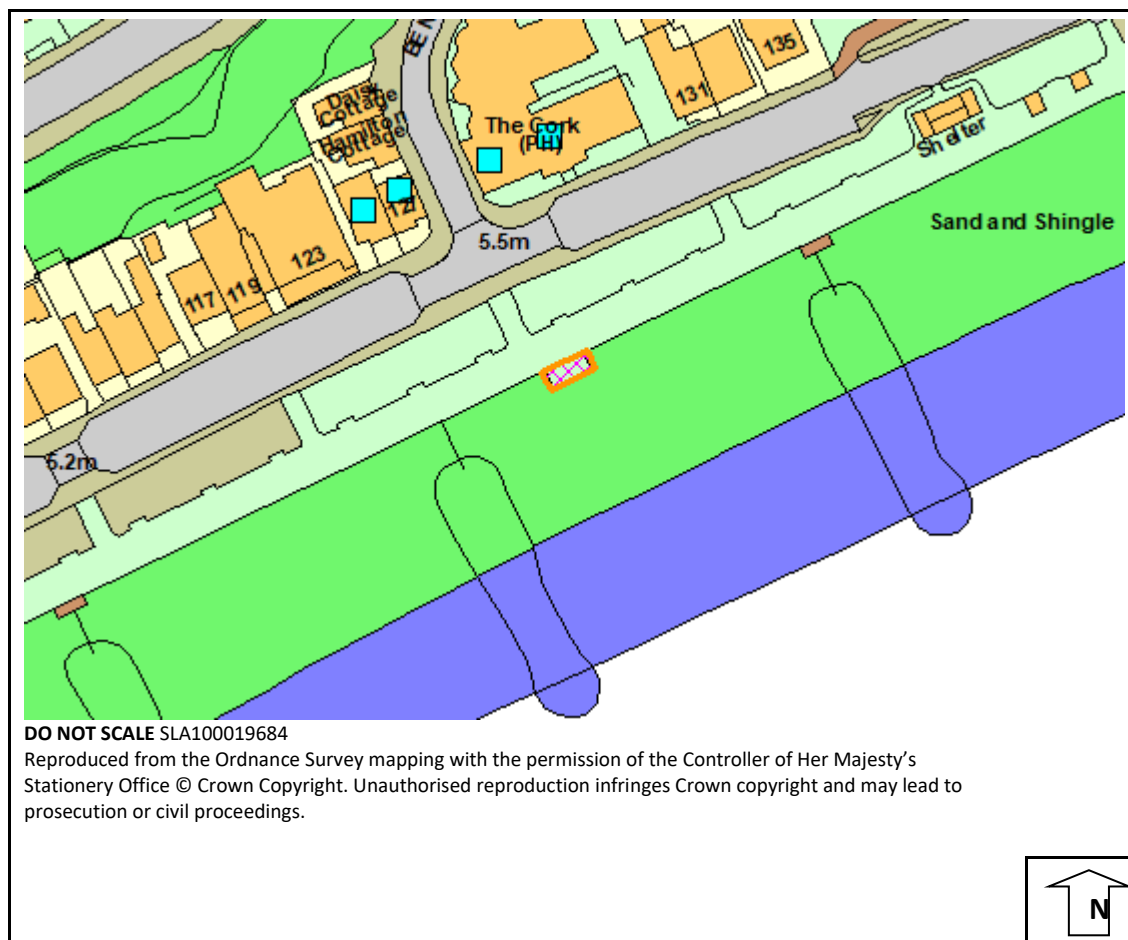 135
131
Daisy
Cottage
Hamilton
Cottage
The Cork
(PH)
Shelter
127
Sand and Shingle
5.5m
123
119
117
5.2m
DO NOT SCALE SLA100019684
Reproduced from the Ordnance Survey mapping with the permission of the Controller of Her Majesty's
Stationery Office © Crown Copyright. Unauthorised reproduction infringes Crown copyright and may lead to
prosecution or civil proceedings.
N